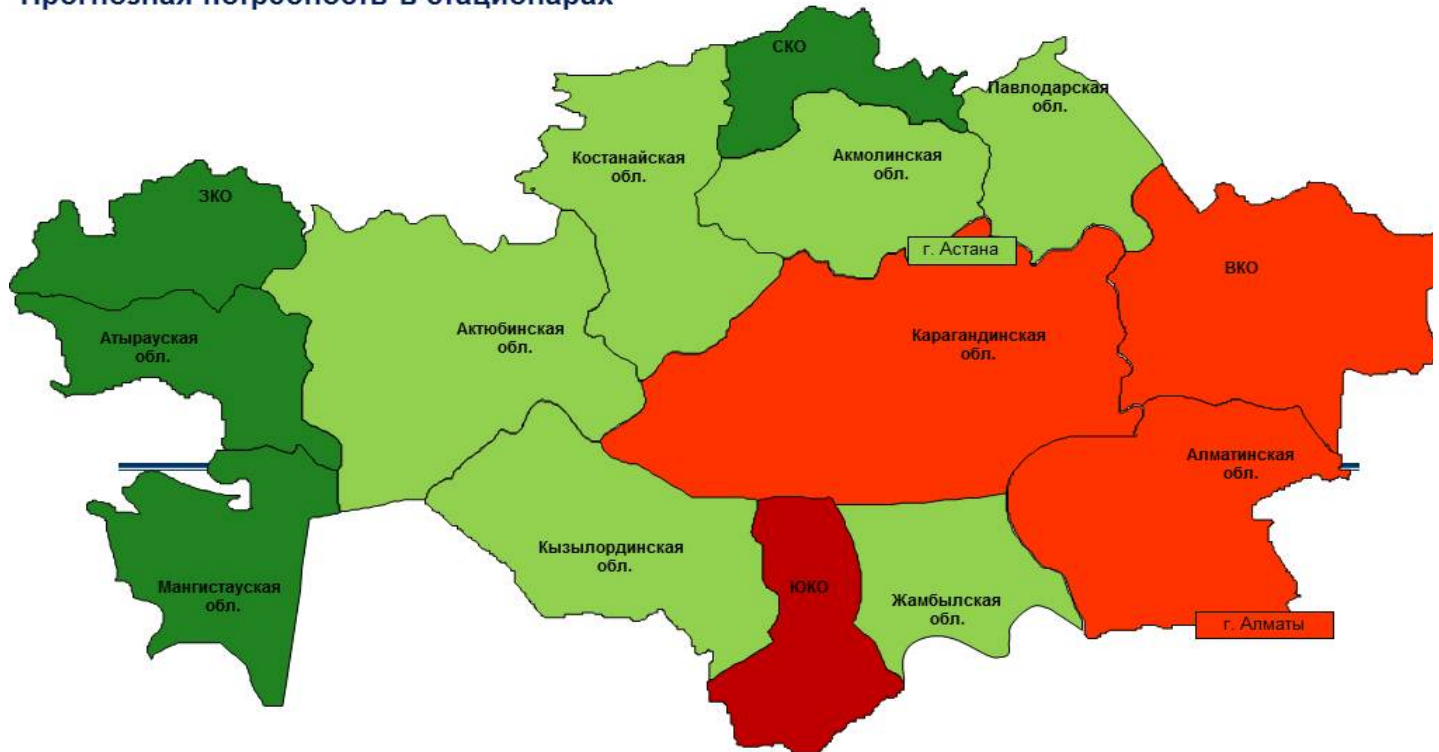 Прогнозная потребность в стационарах
СКО
Павлодарская
обл.
Костанайская
обл.
Акмолинская
обл.
ЗКО
г. Астана
ВКО
Атырауская
обл.
Актюбинская
обл.
Карагандинская
обл.
Алматинская
обл.
Кызылординская
обл.
Мангистауская
обл.
ЮКО
Жамбылская
обл.
г. Алматы